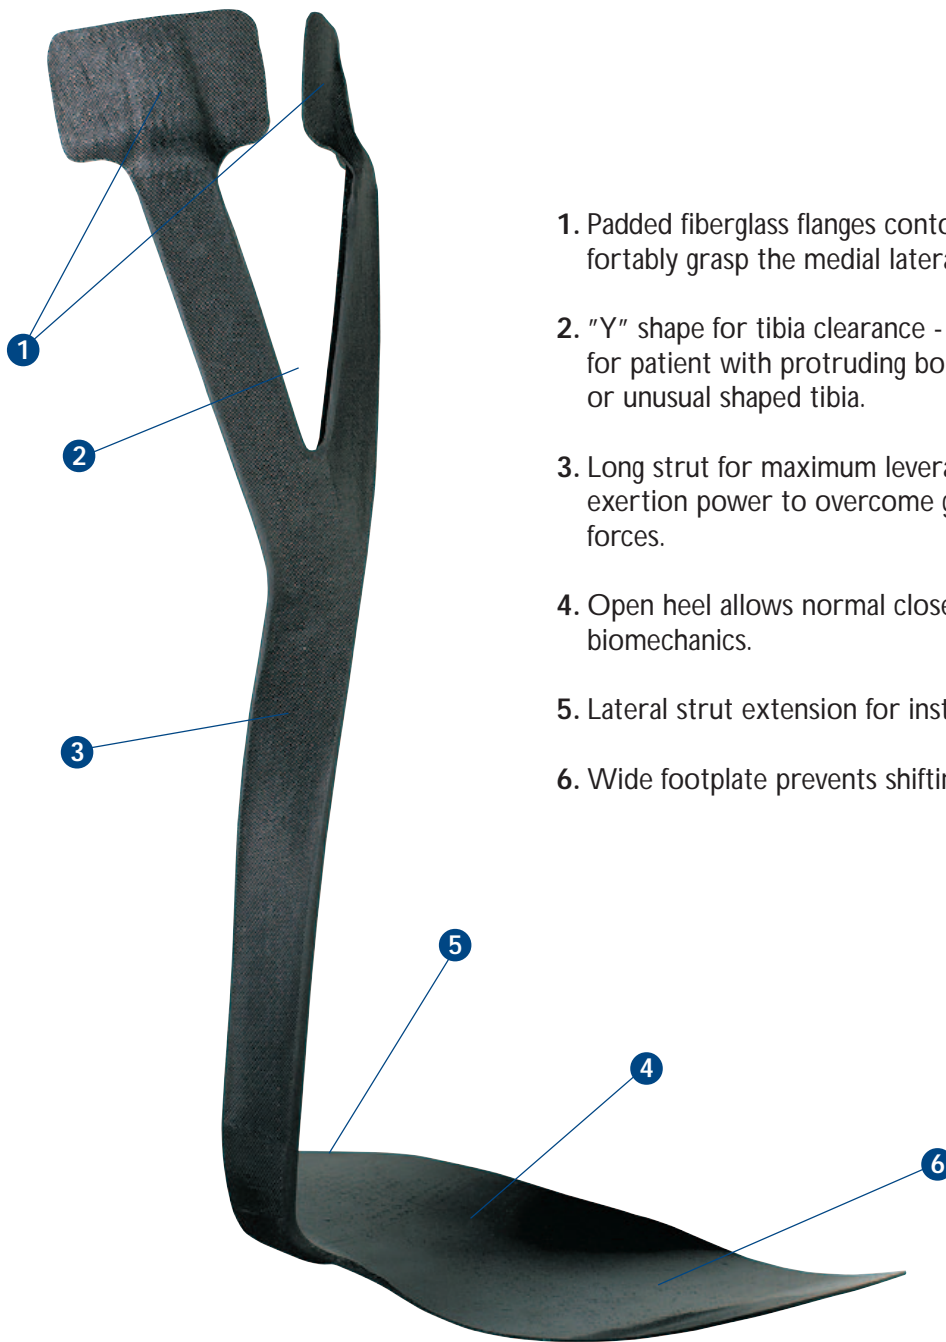 1. Padded fiberglass flanges conto
fortably grasp the medial latera
2. "Y" shape for tibia clearance -
for patient with protruding bo
or unusual shaped tibia.
3. Long strut for maximum levera
exertion power to overcome g
forces.
4. Open heel allows normal close
biomechanics.
5. Lateral strut extension for inst
6. Wide footplate prevents shiftin
1
2
3
5
4
6